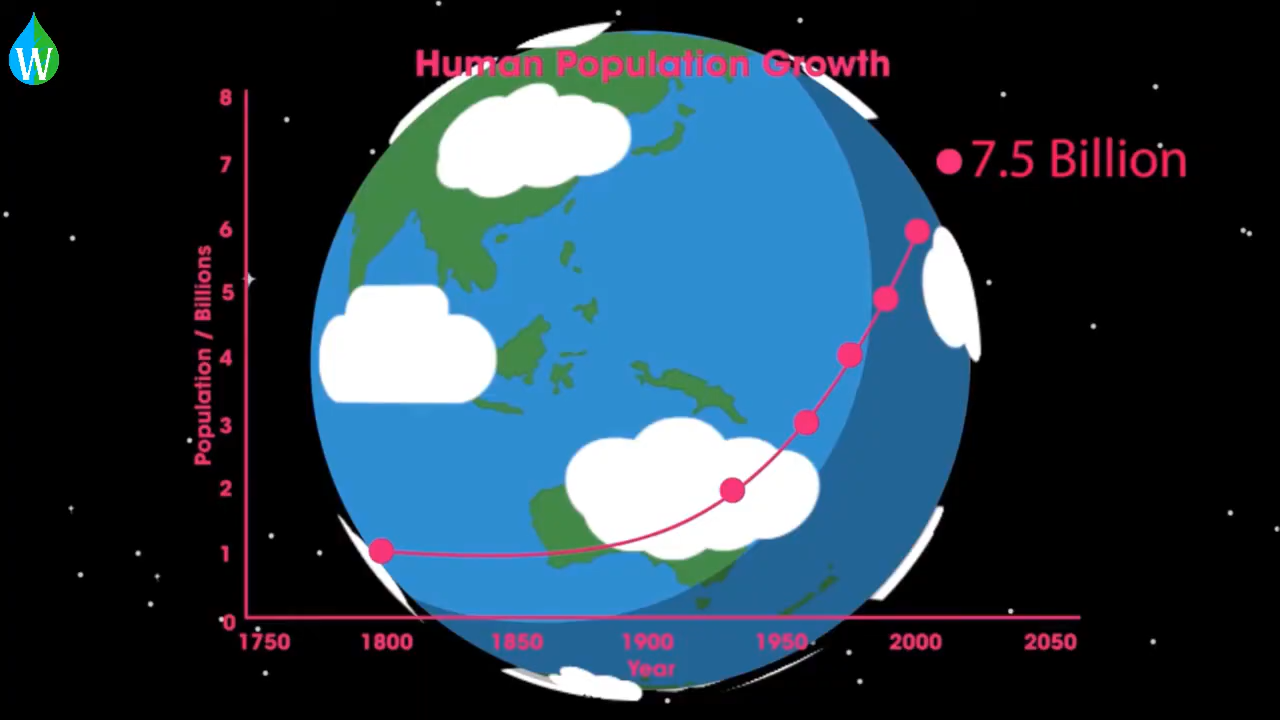 W
Human Population Growth
8
7
7.5 Billion
6
5
4
3
2
1
0
Population / Billions
1750 1800 1850 1900 1950 2000 2050
Year